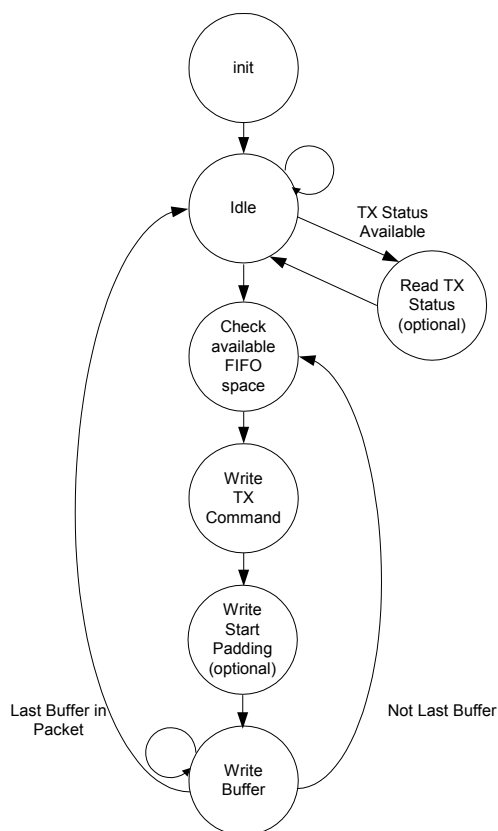 init
Idle
TX Status
Available
Read TX
Status
(optional)
Check
available
FIFO
space
Write
TX
Command
Write
Start
Padding
(optional)
Last Buffer in
Packet
Not Last Buffer
Write
Buffer